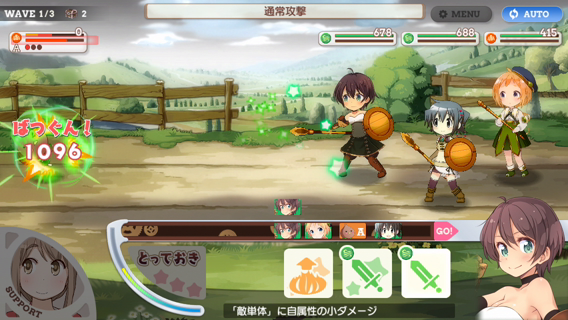 WAVE 1/3 2
通常攻撃
MENU
AUTO
0
A
678
688
415
ばつぐん!
1096
A
GO!
とっておき
SUPPORT
「敵単体」に自属性の小ダメージ